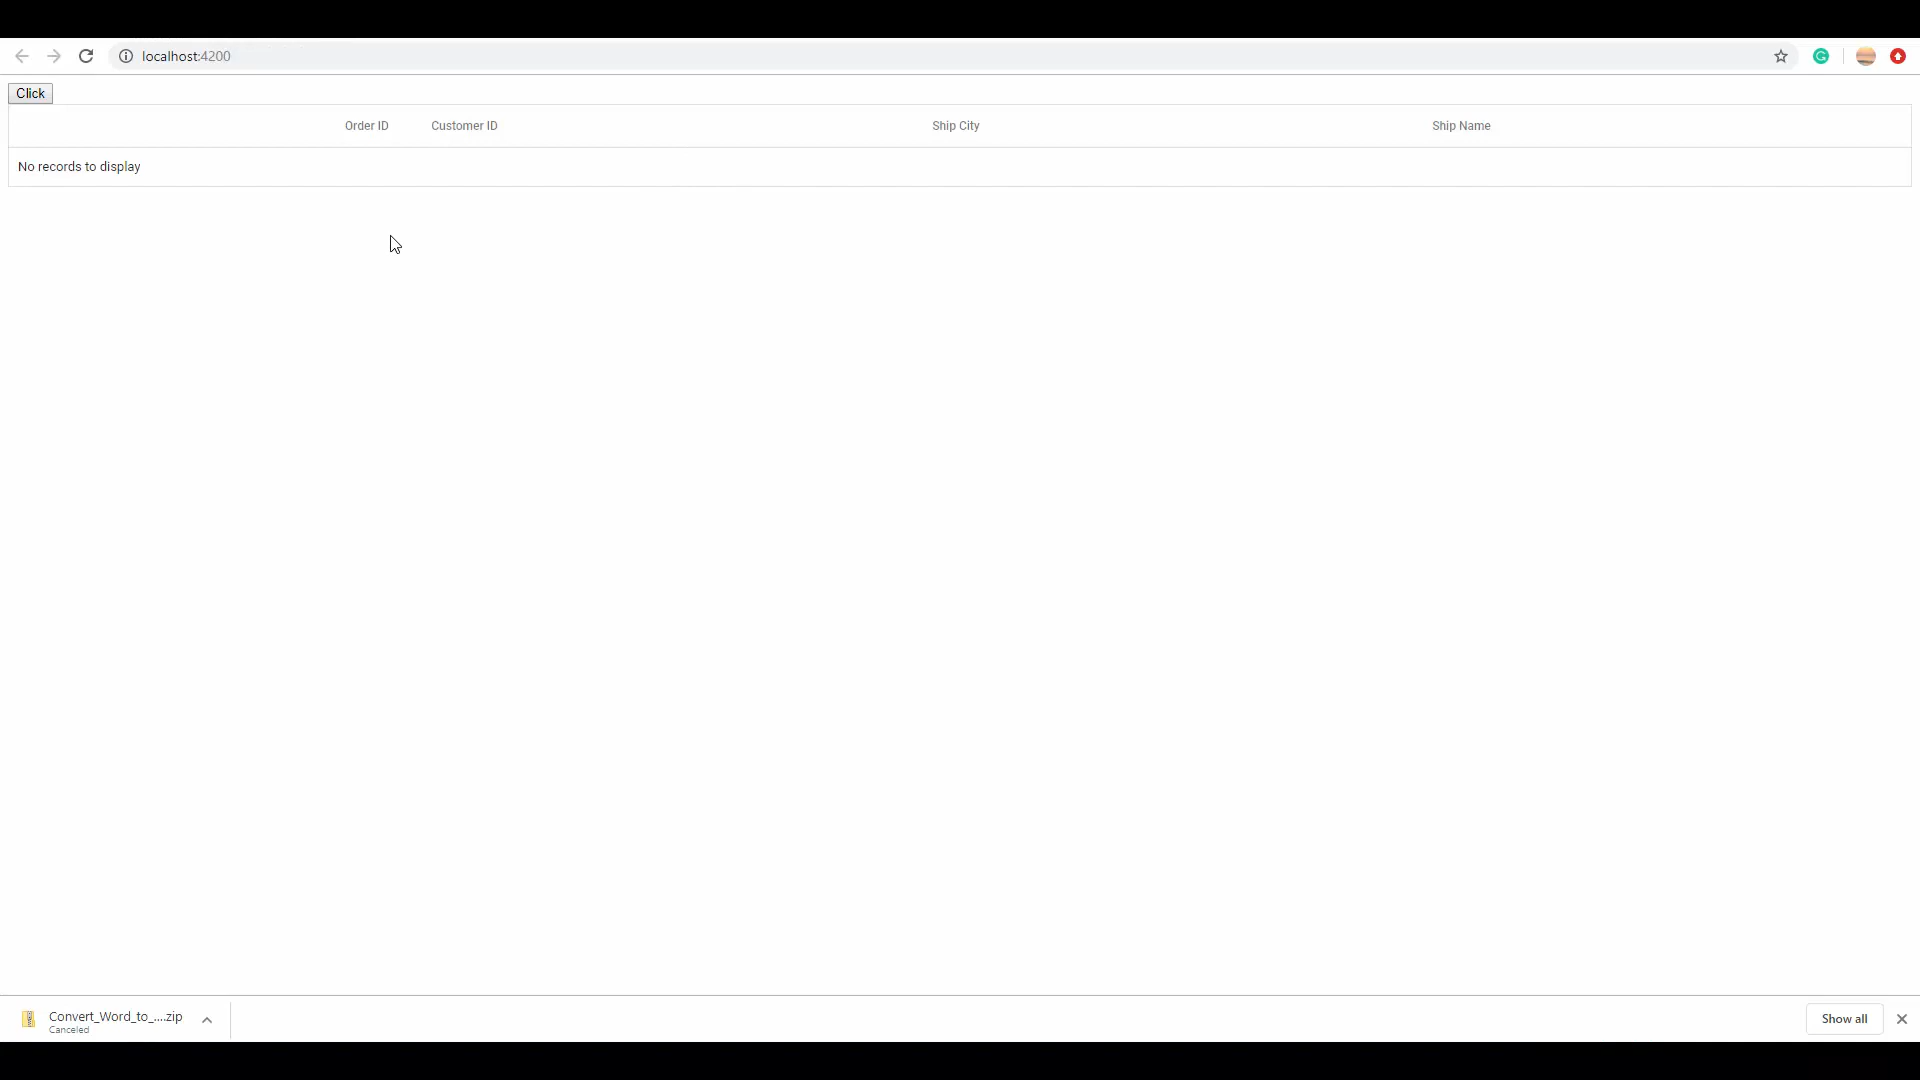 localhost:4200
Click
Order ID Customer ID Ship City Ship Name
No records to display
Convert_Word_to_....zip
Canceled
Show all